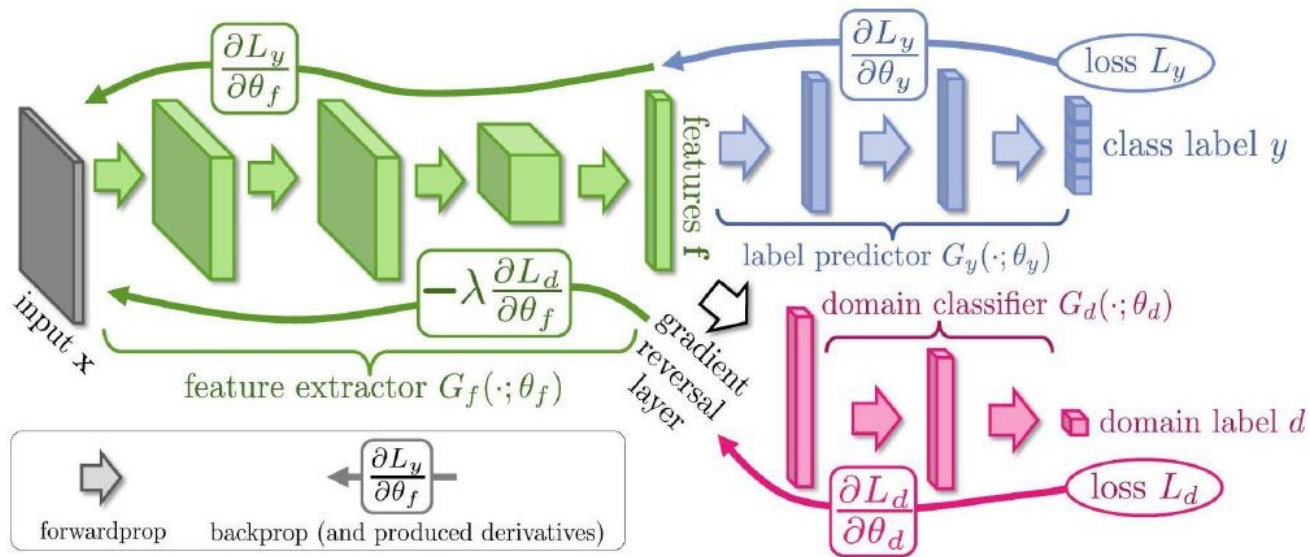 ∂L_y
∂θ_f
∂L_y
∂θ_y
loss L_y
features f
class label y
label predictor G_y(·; θ_y)
input x
−λ ∂L_d
∂θ_f
feature extractor G_f(·; θ_f)
gradient
reversal
layer
domain classifier G_d(·; θ_d)
domain label d
∂L_d
∂θ_d
loss L_d
forwardprop
∂L_y
∂θ_f
backprop (and produced derivatives)